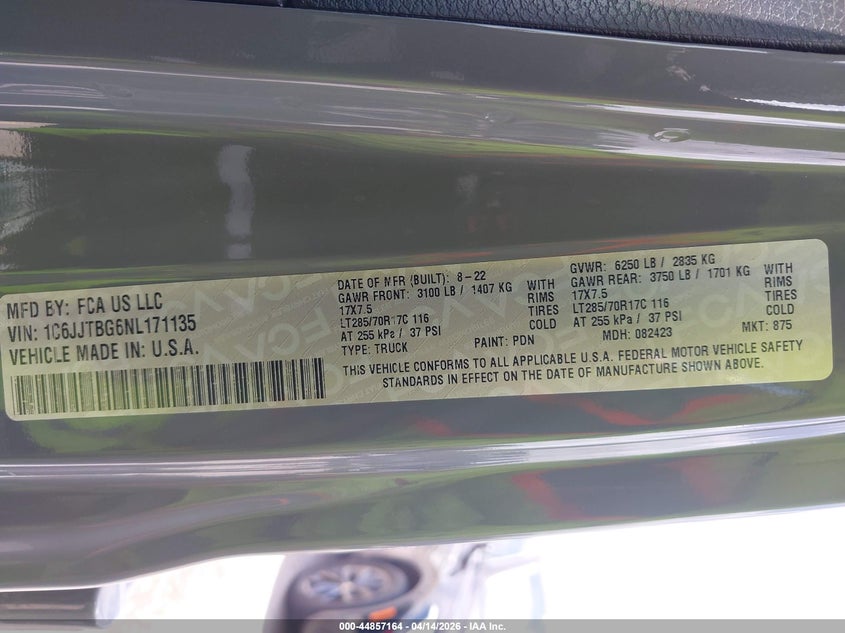 MFD BY: FCA US LLC
VIN: 1C6JJTBG6NL171135
VEHICLE MADE IN: U.S.A.
DATE OF MFR (BUILT): 8-22
GAWR FRONT: 3100 LB / 1407 KG WITH
17X7.5 RIMS
LT285/70R17C 116 TIRES
AT 255 kPa / 37 PSI COLD
TYPE: TRUCK PAINT: PDN
GVWR: 6250 LB / 2835 KG
GAWR REAR: 3750 LB / 1701 KG WITH
17X7.5 RIMS
LT285/70R17C 116 TIRES
AT 255 kPa / 37 PSI COLD
MDH: 082423 MKT: 875
THIS VEHICLE CONFORMS TO ALL APPLICABLE U.S.A. FEDERAL MOTOR VEHICLE SAFETY
STANDARDS IN EFFECT ON THE DATE OF MANUFACTURE SHOWN ABOVE.
000-44857164 - 04/14/2026 - IAA Inc.